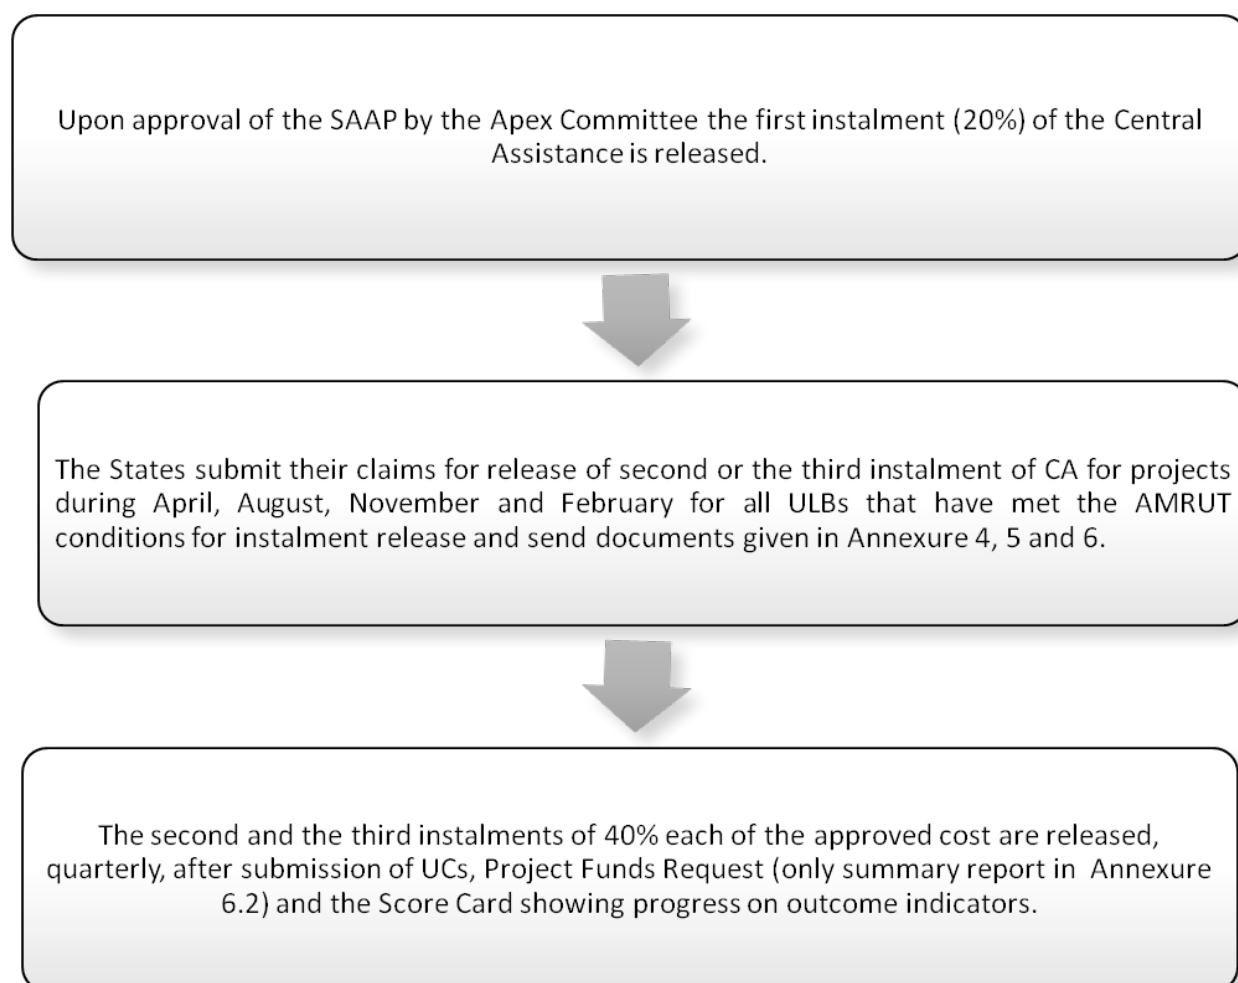 Upon approval of the SAAP by the Apex Committee the first instalment (20%) of the Central
Assistance is released.
The States submit their claims for release of second or the third instalment of CA for projects
during April, August, November and February for all ULBs that have met the AMRUT
conditions for instalment release and send documents given in Annexure 4, 5 and 6.
The second and the third instalments of 40% each of the approved cost are released,
quarterly, after submission of UCs, Project Funds Request (only summary report in Annexure
6.2) and the Score Card showing progress on outcome indicators.